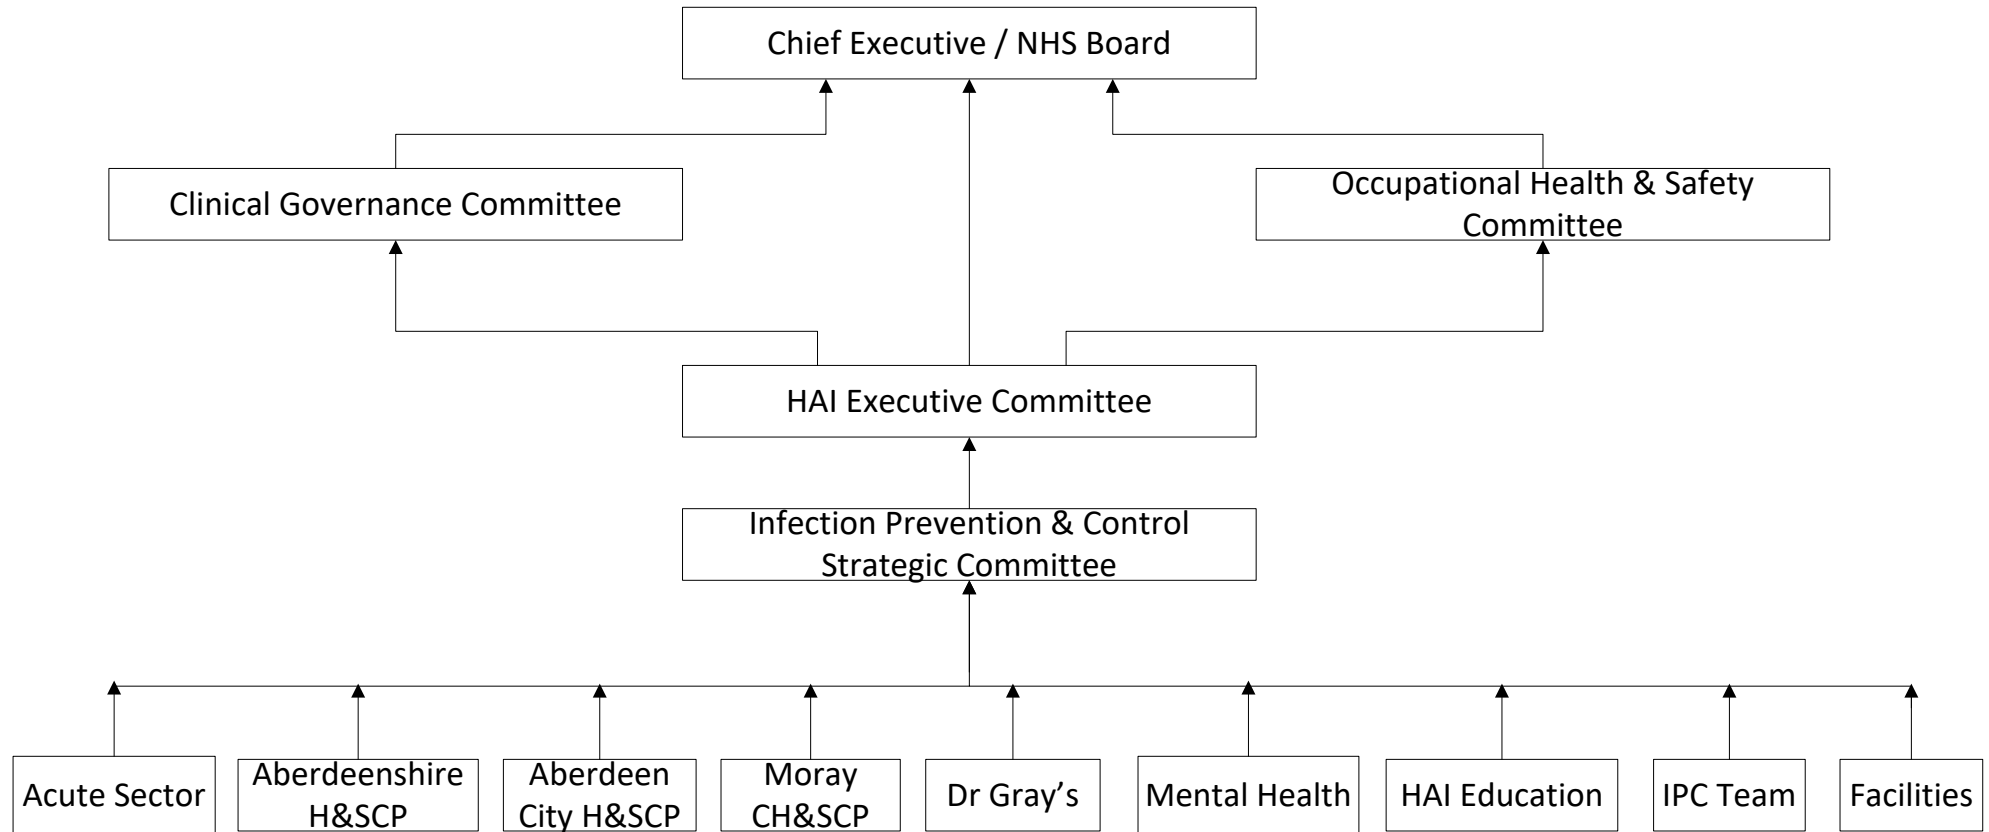 Chief Executive / NHS Board
Clinical Governance Committee
Occupational Health & Safety
Committee
HAI Executive Committee
Infection Prevention & Control
Strategic Committee
Acute Sector
Aberdeenshire
H&SCP
Aberdeen
City H&SCP
Moray
CH&SCP
Dr Gray’s
Mental Health
HAI Education
IPC Team
Facilities